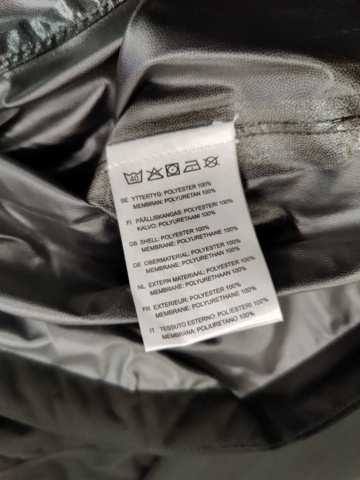 40
SE YTTERTYG: POLYESTER 100%
MEMBRAN: POLYURETAN 100%
FI PÄÄLLISKANGAS: POLYESTERI 100%
KALVO: POLYURETAANI 100%
GB SHELL: POLYESTER 100%
MEMBRANE: POLYURETHANE 100%
DE OBERMATERIAL: POLYESTER 100%
MEMBRANE: POLYURETHAN 100%
NL EXTERN MATERIAAL: POLYESTER 100%
MEMBRAAN: POLYURETHAAN 100%
FR EXTERIEUR: POLYESTER 100%
MEMBRANE: POLYURETHANE 100%
IT TESSUTO ESTERNO: POLIESTERI 100%
MEMBRANA: POLIURETANO 100%